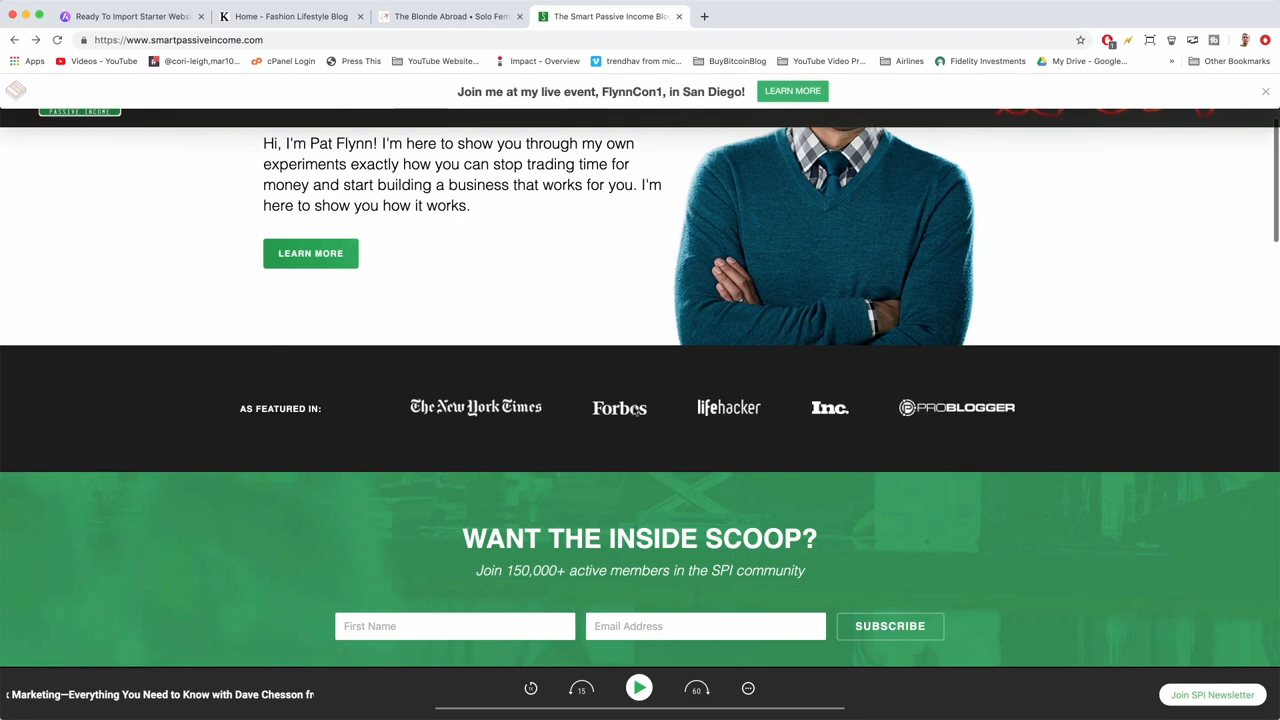 Ready To Import Starter Websi
Home - Fashion Lifestyle Blog
The Blonde Abroad • Solo Fem
The Smart Passive Income Blo
https://www.smartpassiveincome.com
Apps
Videos - YouTube
@cori-leigh,mar10...
cPanel Login
Press This
YouTube Website...
Impact - Overview
trendhav from mic...
BuyBitcoinBlog
YouTube Video Pr...
Airlines
Fidelity Investments
My Drive - Google...
»
Other Bookmarks
Join me at my live event, FlynnCon1, in San Diego!
LEARN MORE
PASSIVE INCOME
Hi, I'm Pat Flynn! I'm here to show you through my own
experiments exactly how you can stop trading time for
money and start building a business that works for you. I'm
here to show you how it works.
LEARN MORE
AS FEATURED IN:
The New York Times
Forbes
lifehacker
Inc.
PROBLOGGER
WANT THE INSIDE SCOOP?
Join 150,000+ active members in the SPI community
First Name
Email Address
SUBSCRIBE
Marketing—Everything You Need to Know with Dave Chesson fr
15
60
Join SPI Newsletter